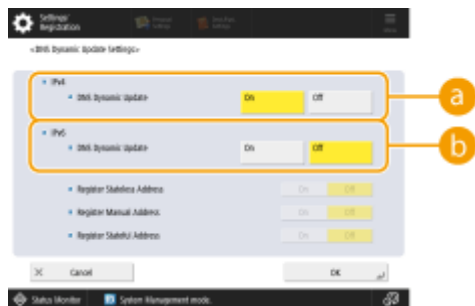 Settings/
Registration
<DNS Dynamic Update Settings>
IPv4
DNS Dynamic Update
On
Off
a
IPv6
DNS Dynamic Update
On
Off
b
Register Stateless Address
On
Off
Register Manual Address
On
Off
Register Stateful Address
On
Off
Cancel
OK
Status Monitor
System Management mode.